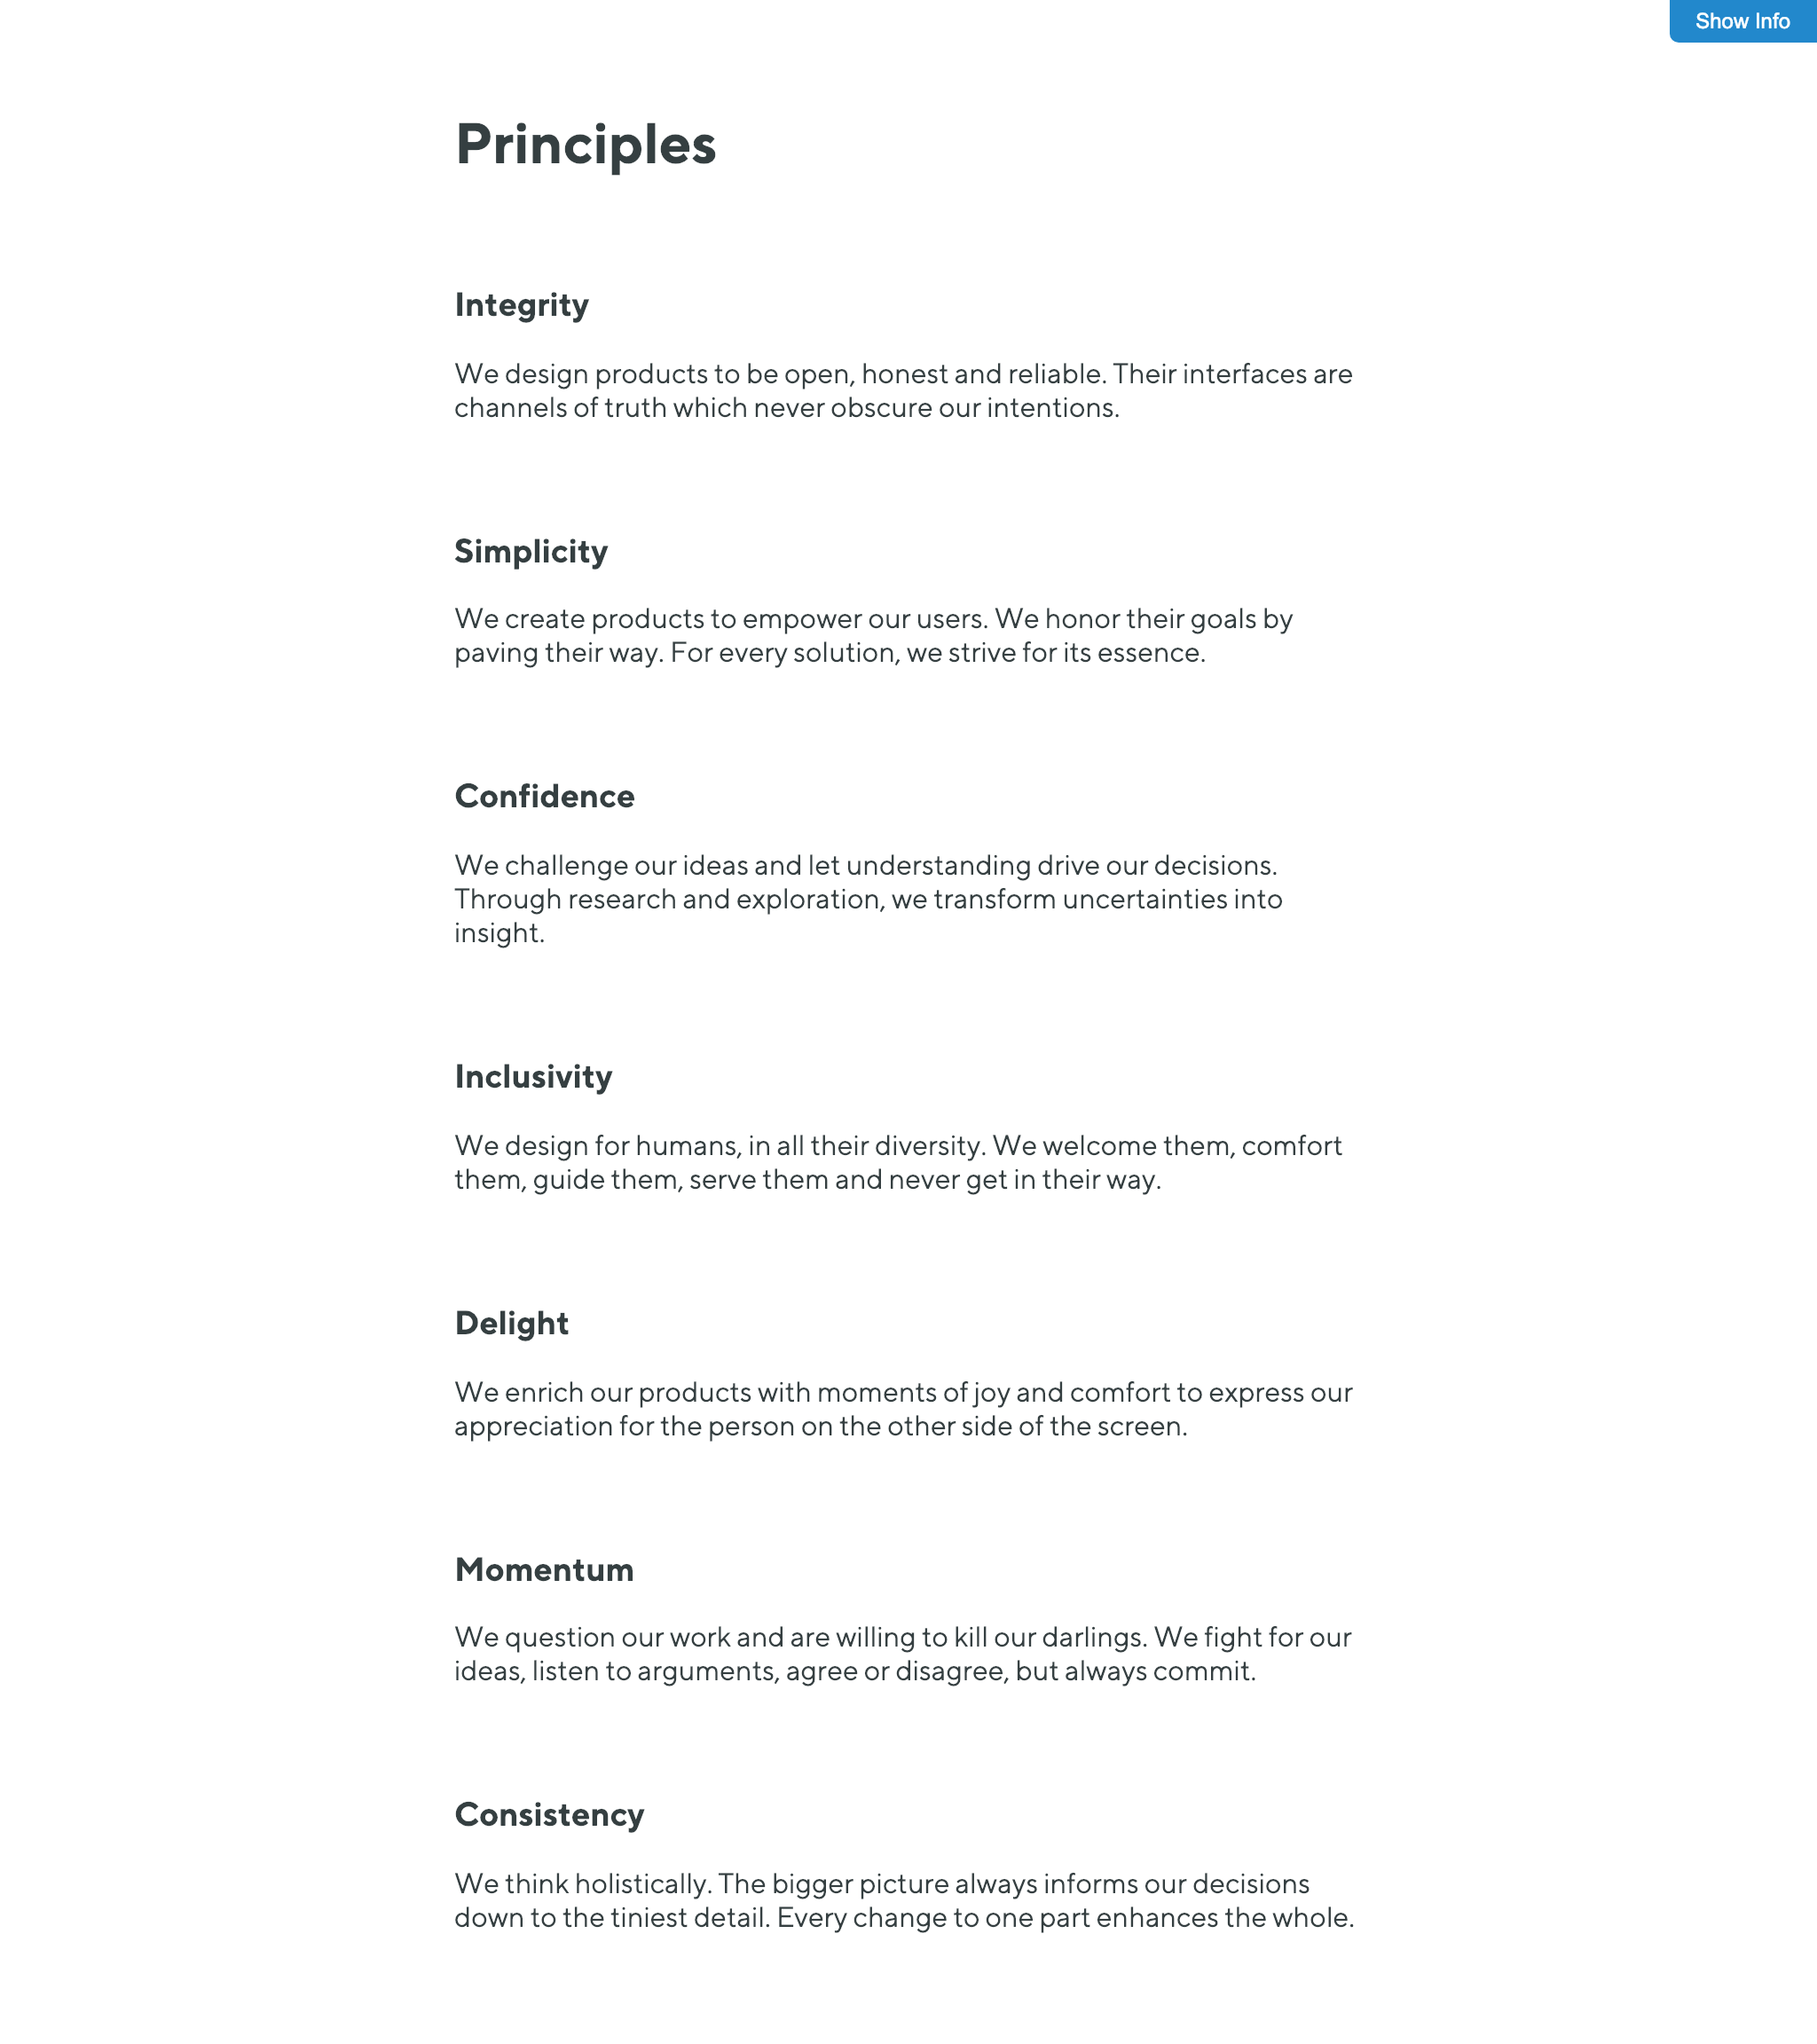 Show Info
Principles
Integrity
We design products to be open, honest and reliable. Their interfaces are
channels of truth which never obscure our intentions.
Simplicity
We create products to empower our users. We honor their goals by
paving their way. For every solution, we strive for its essence.
Confidence
We challenge our ideas and let understanding drive our decisions.
Through research and exploration, we transform uncertainties into
insight.
Inclusivity
We design for humans, in all their diversity. We welcome them, comfort
them, guide them, serve them and never get in their way.
Delight
We enrich our products with moments of joy and comfort to express our
appreciation for the person on the other side of the screen.
Momentum
We question our work and are willing to kill our darlings. We fight for our
ideas, listen to arguments, agree or disagree, but always commit.
Consistency
We think holistically. The bigger picture always informs our decisions
down to the tiniest detail. Every change to one part enhances the whole.